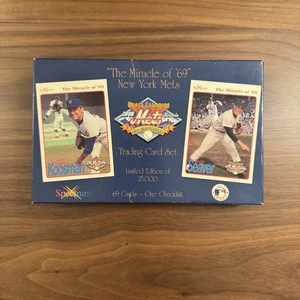 "The Miracle of '69"
New York Mets
The Miracle of '69
The Miracle of '69
Mets
Trading Card Set
Koosman
Seaver
Limited Edition of
25,000
Spectrum
69 Cards - One Checklist